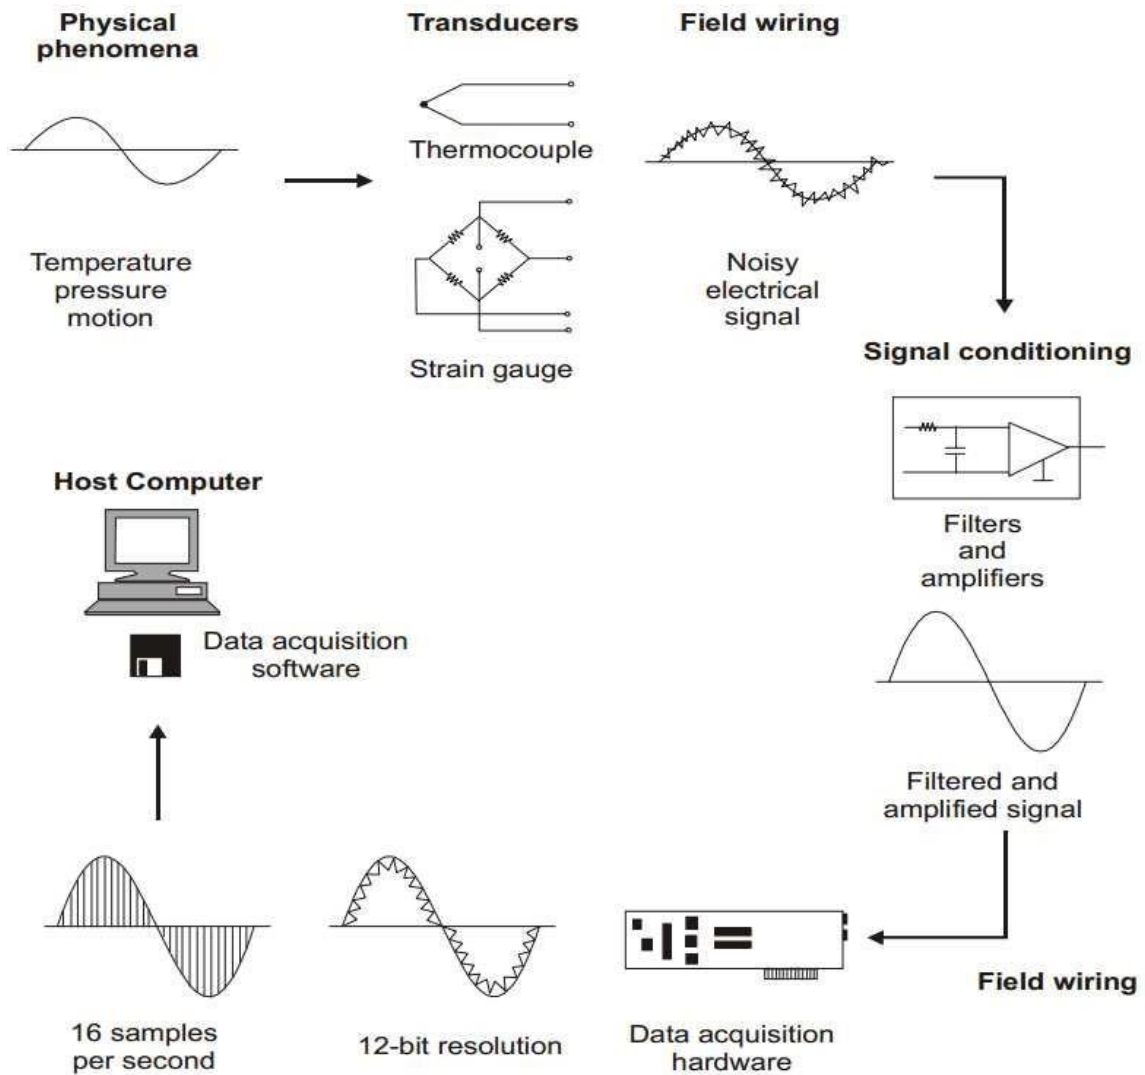 Physical
phenomena
Transducers
Field wiring
Thermocouple
Temperature
pressure
motion
Noisy
electrical
signal
Strain gauge
Signal conditioning
Filters
and
amplifiers
Filtered and
amplified signal
Field wiring
Data acquisition
hardware
12-bit resolution
16 samples
per second
Host Computer
Data acquisition
software